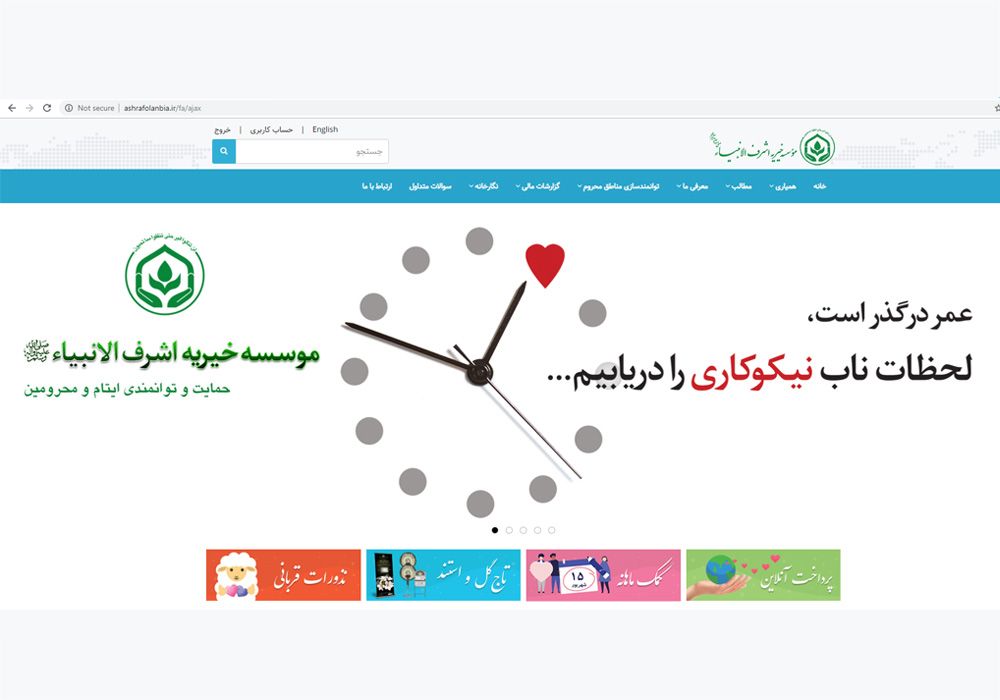 Not secure | ashrafolanbia.ir/fa/ajax
English | حساب کاربری | خروج
جستجو
موسسه خیریه اشرف الانبیاء
خانه
همیاری
مطالب
معرفی ما
توانمندسازی مناطق محروم
گزارشات مالی
نگارخانه
سوالات متداول
ارتباط با ما
عمر در گذر است،
لحظات ناب نیکوکاری را دریابیم...
موسسه خیریه اشرف الانبیاء
حمایت و توانمندی ایتام و محرومین
پرداخت آنلاین
کمک ماهانه
۱۵
تاج گل و استند
نذورات قربانی